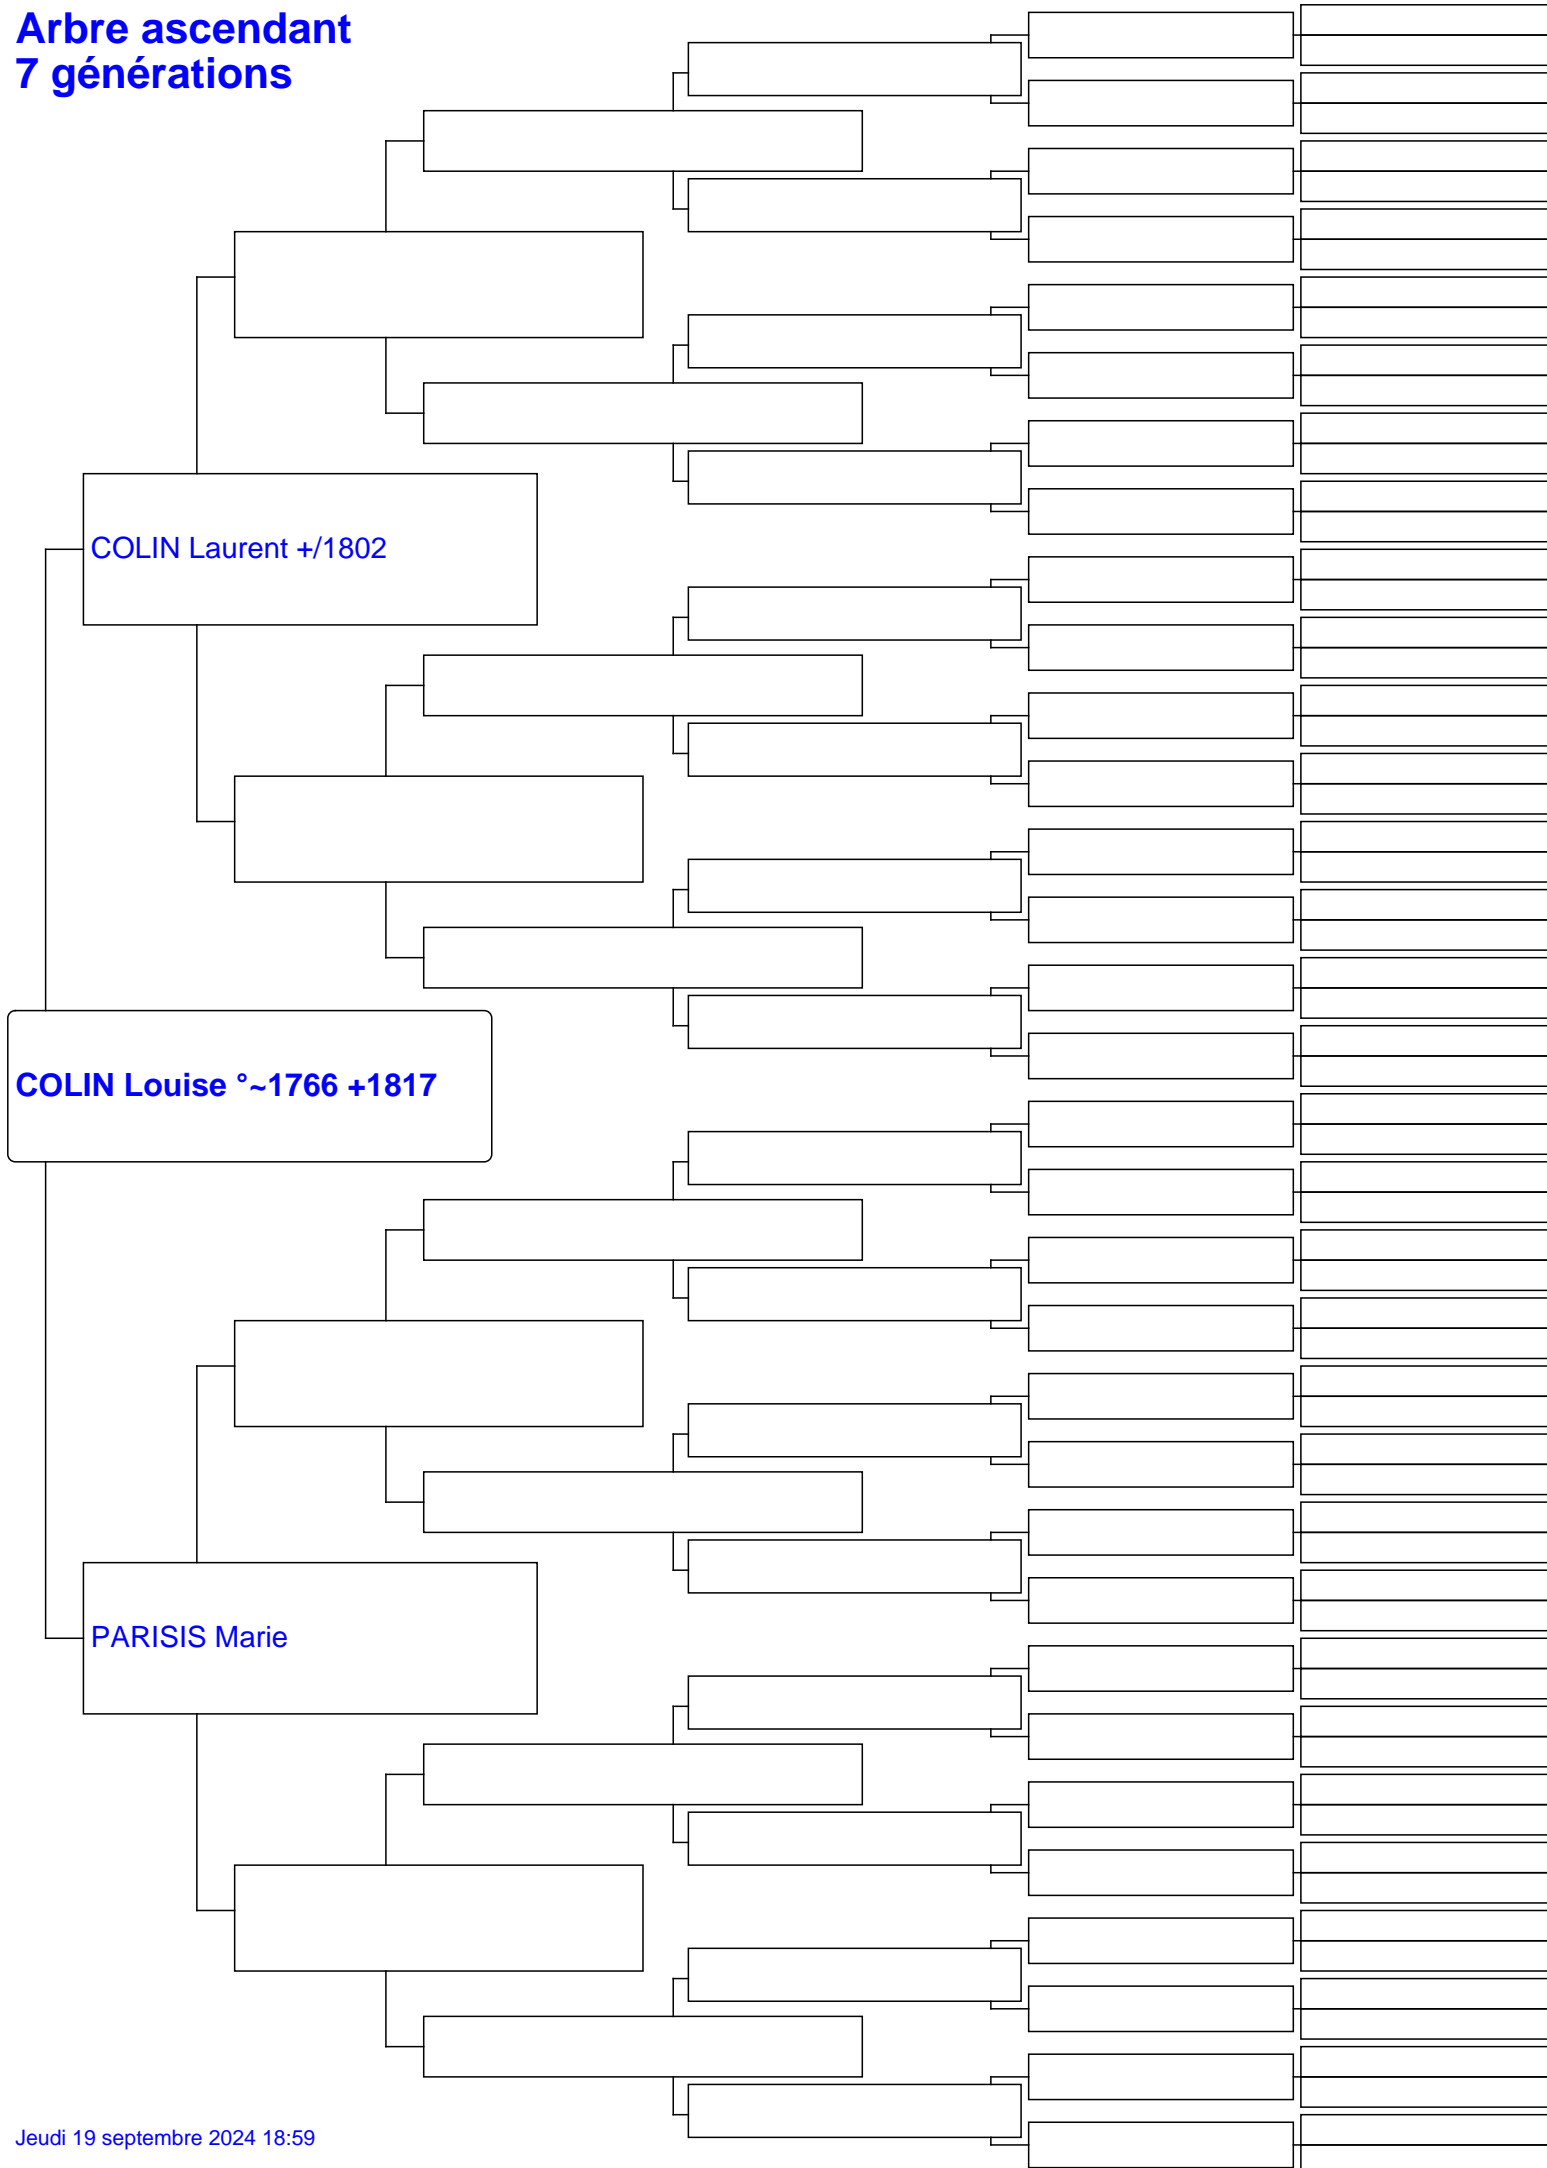 Arbre ascendant
7 générations
COLIN Laurent +/1802
COLIN Louise °~1766 +1817
PARISIS Marie
Jeudi 19 septembre 2024 18:59